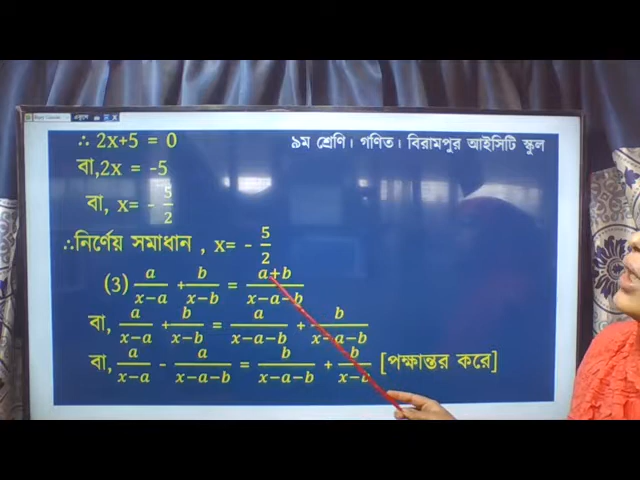 ∴ 2x+5 = 0
৯ম শ্রেণি। গণিত। বিরামপুর আইসিটি স্কুল
বা,2x = -5
বা, x= - 5/2
∴নির্ণেয় সমাধান , x= - 5/2
(3) a/(x−a) + b/(x−b) = (a+b)/(x−a−b)
বা, a/(x−a) + b/(x−b) = a/(x−a−b) + b/(x−a−b)
বা, a/(x−a) - a/(x−a−b) = b/(x−a−b) + b/(x−b) [পক্ষান্তর করে]